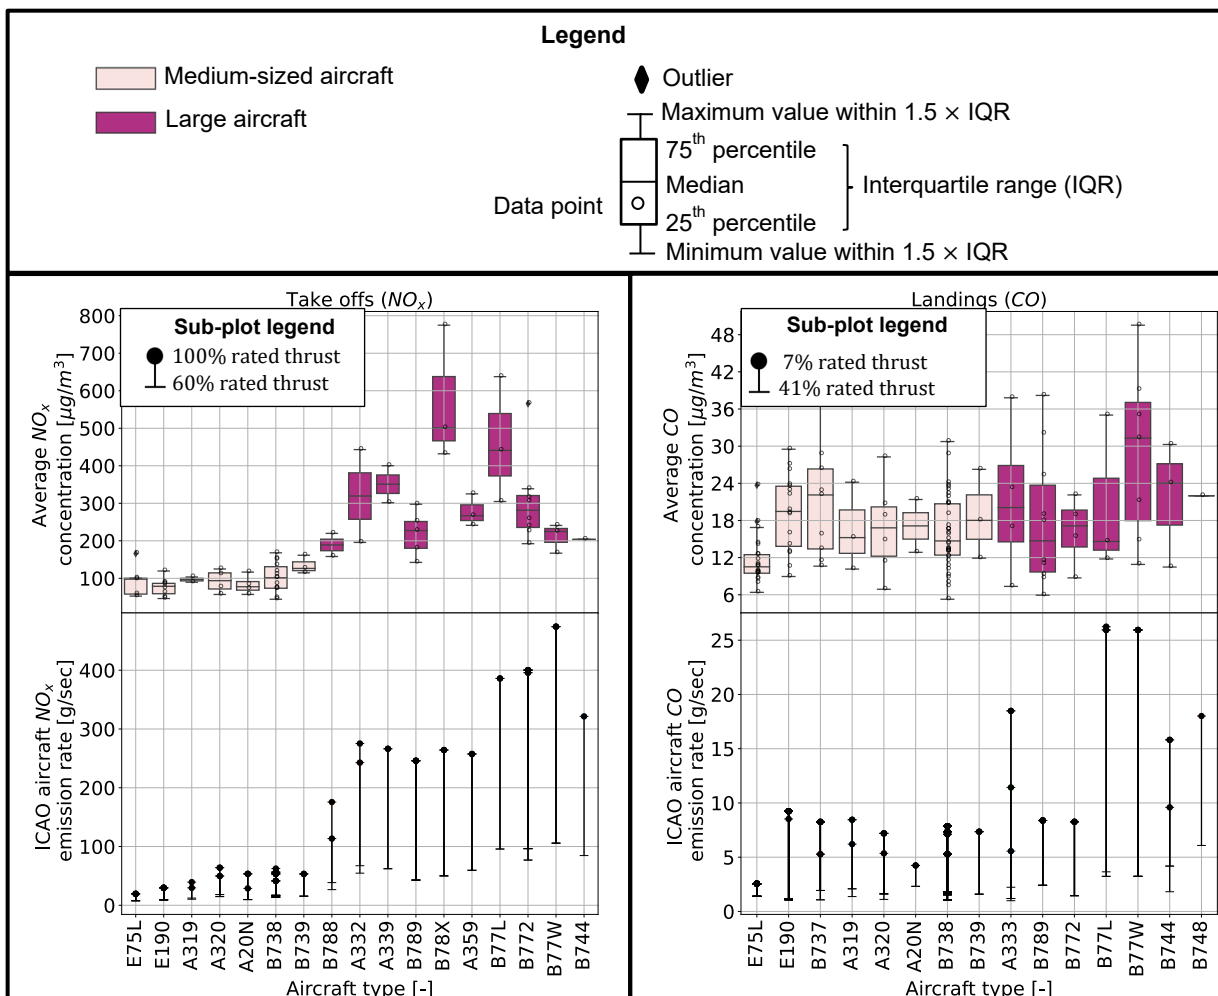 Legend
Medium-sized aircraft
Large aircraft
Outlier
Maximum value within 1.5 × IQR
75th percentile
Median
Interquartile range (IQR)
Data point
25th percentile
Minimum value within 1.5 × IQR
Take offs (NOx)
Sub-plot legend
100% rated thrust
60% rated thrust
Average NOx
concentration [μg/m³]
800
700
600
500
400
300
200
100
ICAO aircraft NOx
emission rate [g/sec]
400
300
200
100
0
E75L
E190
A319
A320
A20N
B738
B739
B788
A332
A339
B789
B78X
A359
B77L
B772
B77W
B744
Aircraft type [-]
Landings (CO)
Sub-plot legend
7% rated thrust
41% rated thrust
Average CO
concentration [μg/m³]
48
42
36
30
24
18
12
6
ICAO aircraft CO
emission rate [g/sec]
25
20
15
10
5
0
E75L
E190
B737
A319
A320
A20N
B738
B739
A333
B789
B772
B77L
B77W
B744
B748
Aircraft type [-]